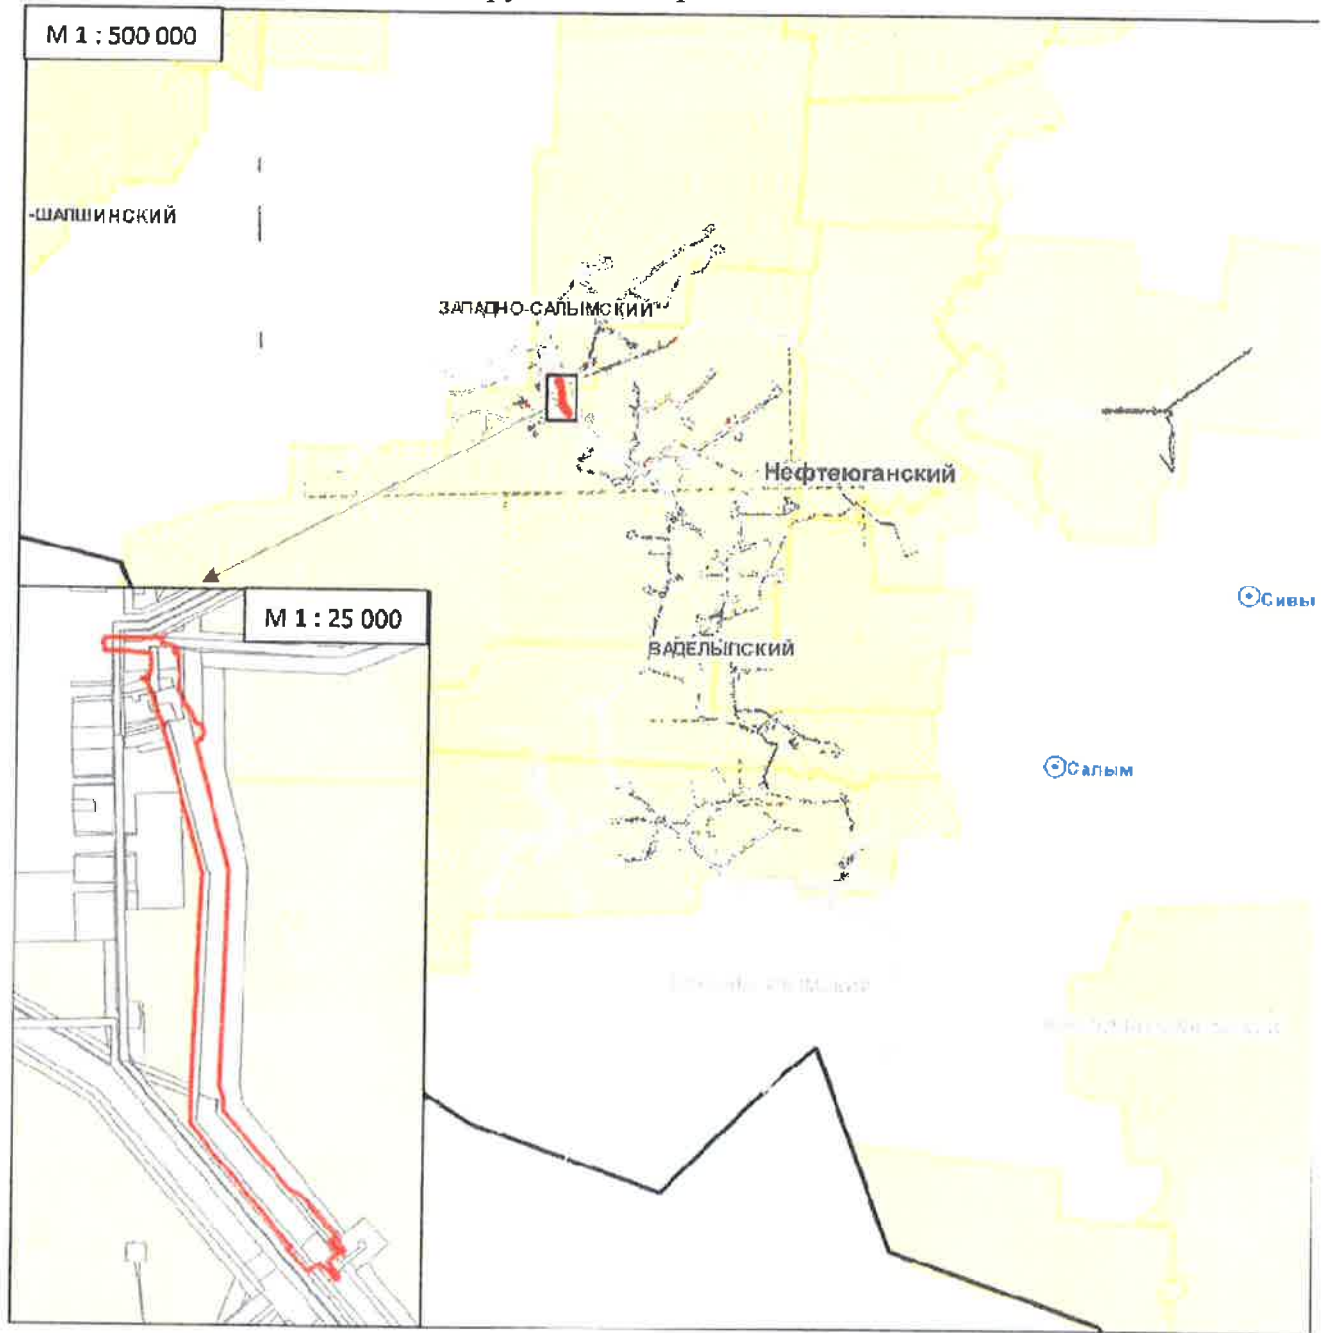 М 1 : 500 000
-ШАПШИНСКИЙ
ЗАПАДНО-САЛЫМСКИЙ
Нефтеюганский
Сивы
М 1 : 25 000
ВАДЕЛЫПСКИЙ
Салым